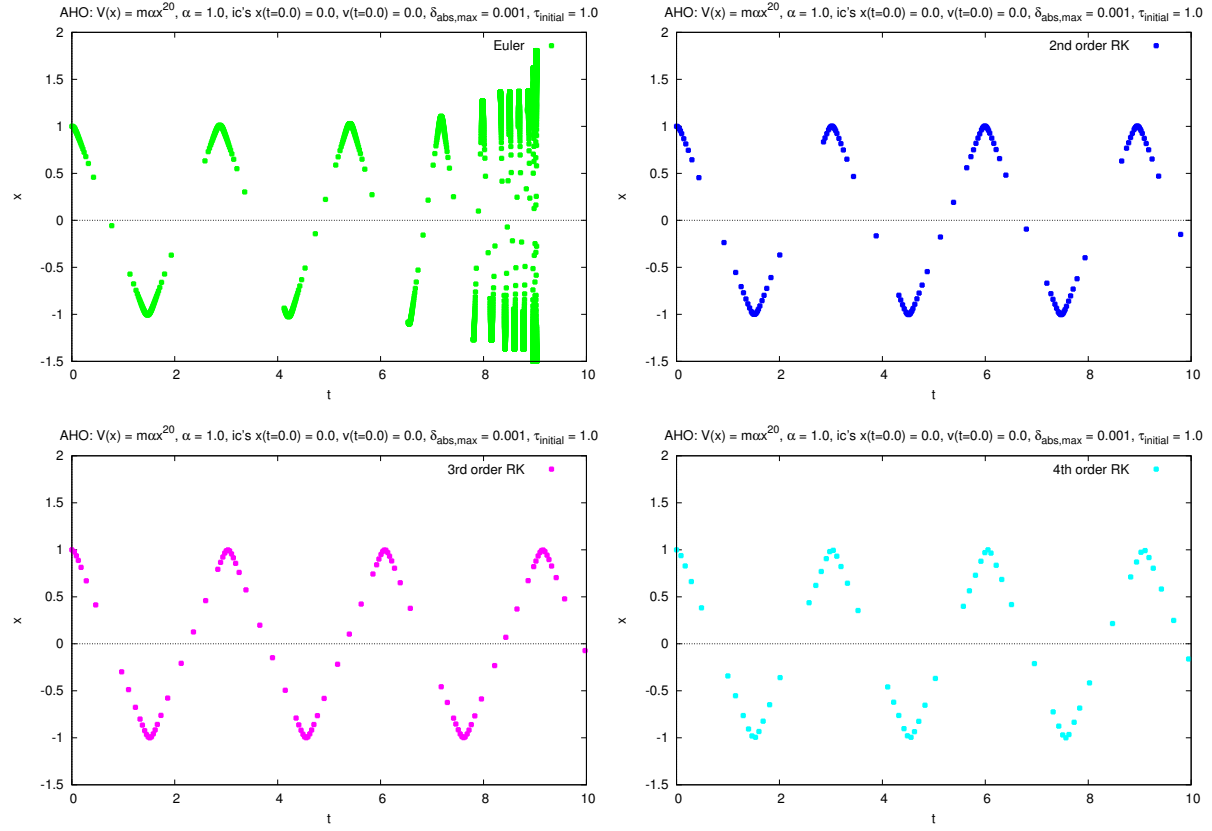 AHO: V(x) = mαx²⁰, α = 1.0, ic's x(t=0.0) = 0.0, v(t=0.0) = 0.0, δabs,max = 0.001, τinitial = 1.0
Euler
2
1.5
1
0.5
0
-0.5
-1
-1.5
x
0 2 4 6 8 10
t
AHO: V(x) = mαx²⁰, α = 1.0, ic's x(t=0.0) = 0.0, v(t=0.0) = 0.0, δabs,max = 0.001, τinitial = 1.0
2nd order RK
2
1.5
1
0.5
0
-0.5
-1
-1.5
x
0 2 4 6 8 10
t
AHO: V(x) = mαx²⁰, α = 1.0, ic's x(t=0.0) = 0.0, v(t=0.0) = 0.0, δabs,max = 0.001, τinitial = 1.0
3rd order RK
2
1.5
1
0.5
0
-0.5
-1
-1.5
x
0 2 4 6 8 10
t
AHO: V(x) = mαx²⁰, α = 1.0, ic's x(t=0.0) = 0.0, v(t=0.0) = 0.0, δabs,max = 0.001, τinitial = 1.0
4th order RK
2
1.5
1
0.5
0
-0.5
-1
-1.5
x
0 2 4 6 8 10
t